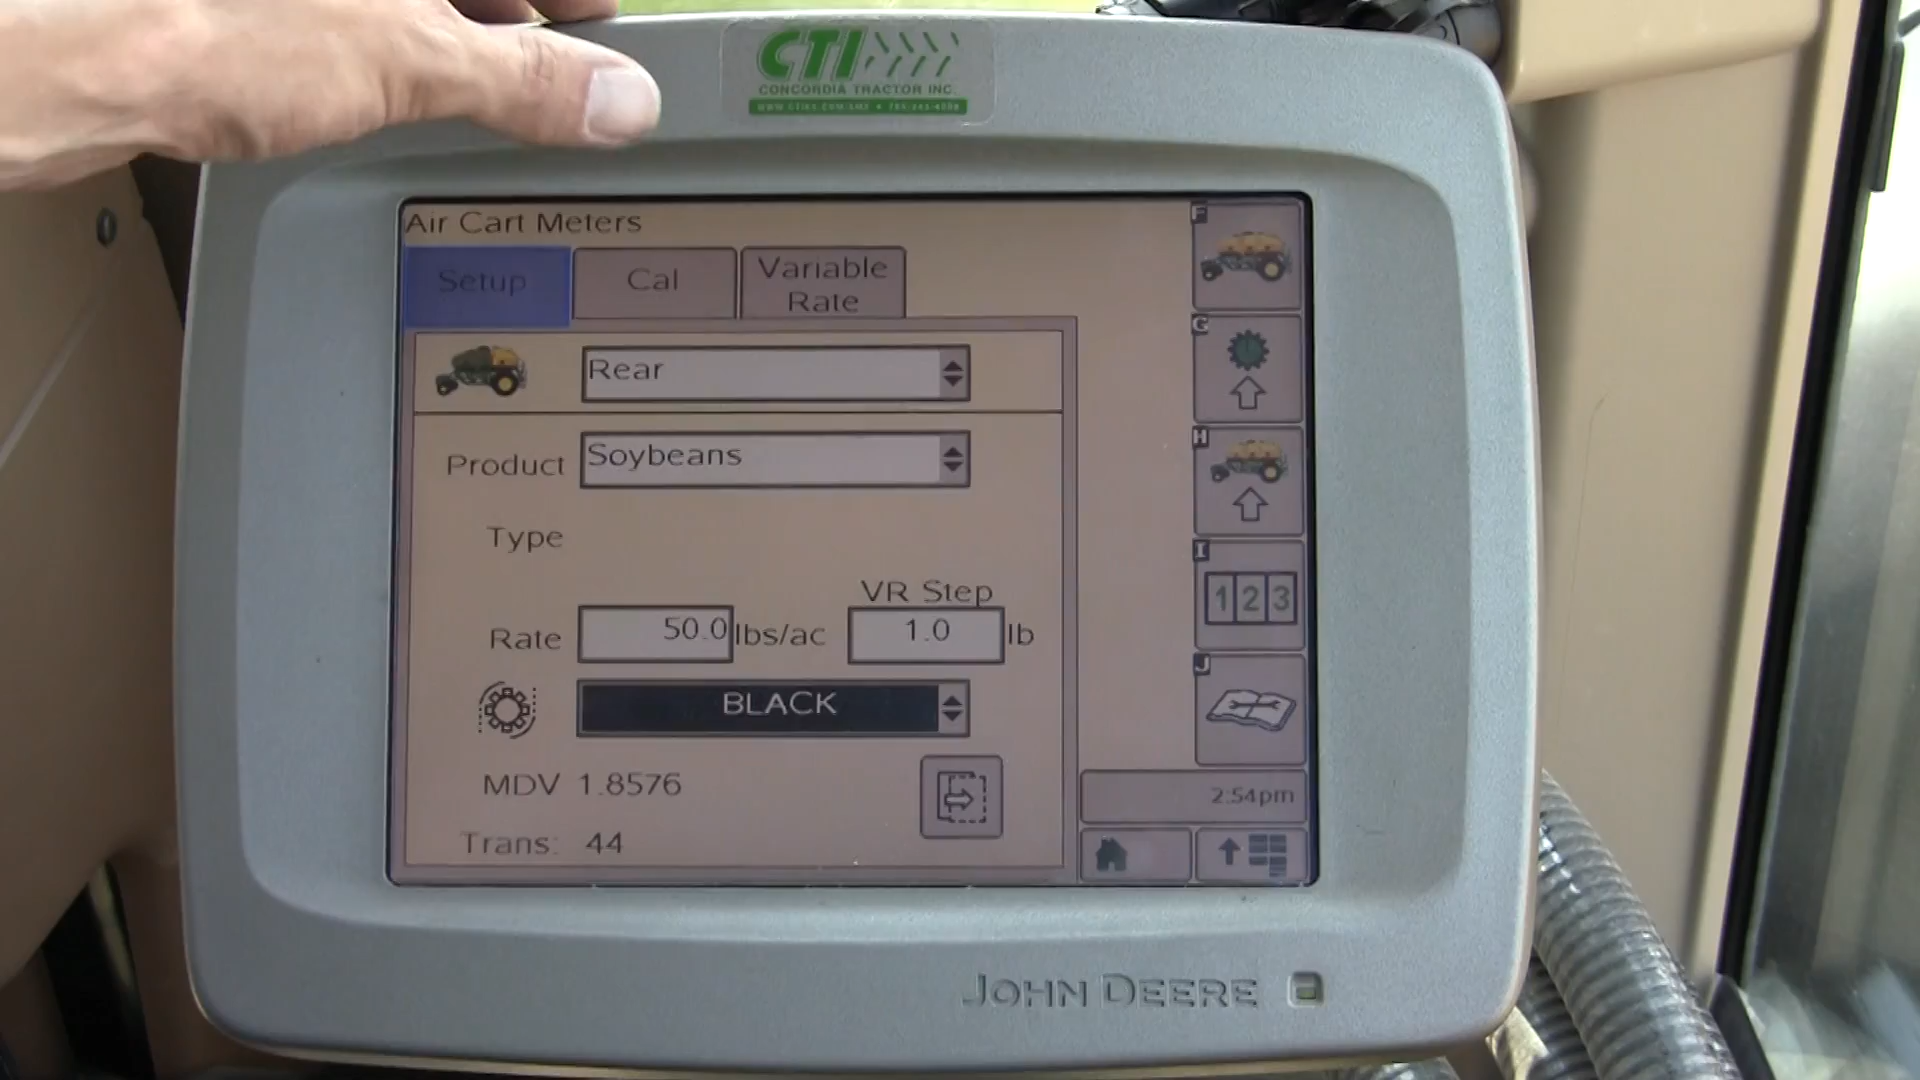 CTI
CONCORDIA TRACTOR INC.
Air Cart Meters
Setup
Cal
Variable
Rate
Rear
Product
Soybeans
Type
VR Step
Rate
50.0
lbs/ac
1.0
lb
BLACK
MDV 1.8576
Trans: 44
F
G
H
I
1 2 3
J
2:54pm
JOHN DEERE